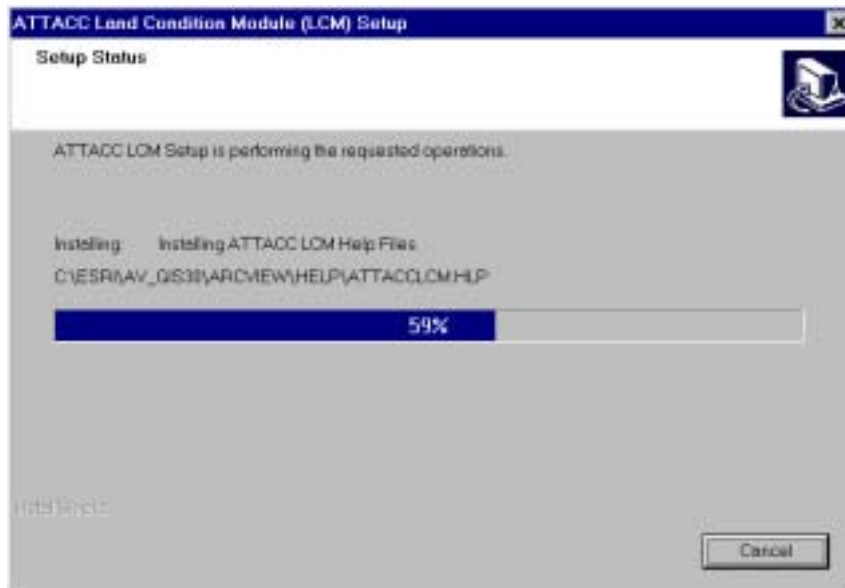 ATTACC Land Condition Module (LCM) Setup
Setup Status
ATTACC LCM Setup is performing the requested operations.
Installing Installing ATTACC LCM Help Files
C:\ESRI\AV_GIS30\ARCVIEW\HELP\ATTACCLCM.HLP
59%
Cancel